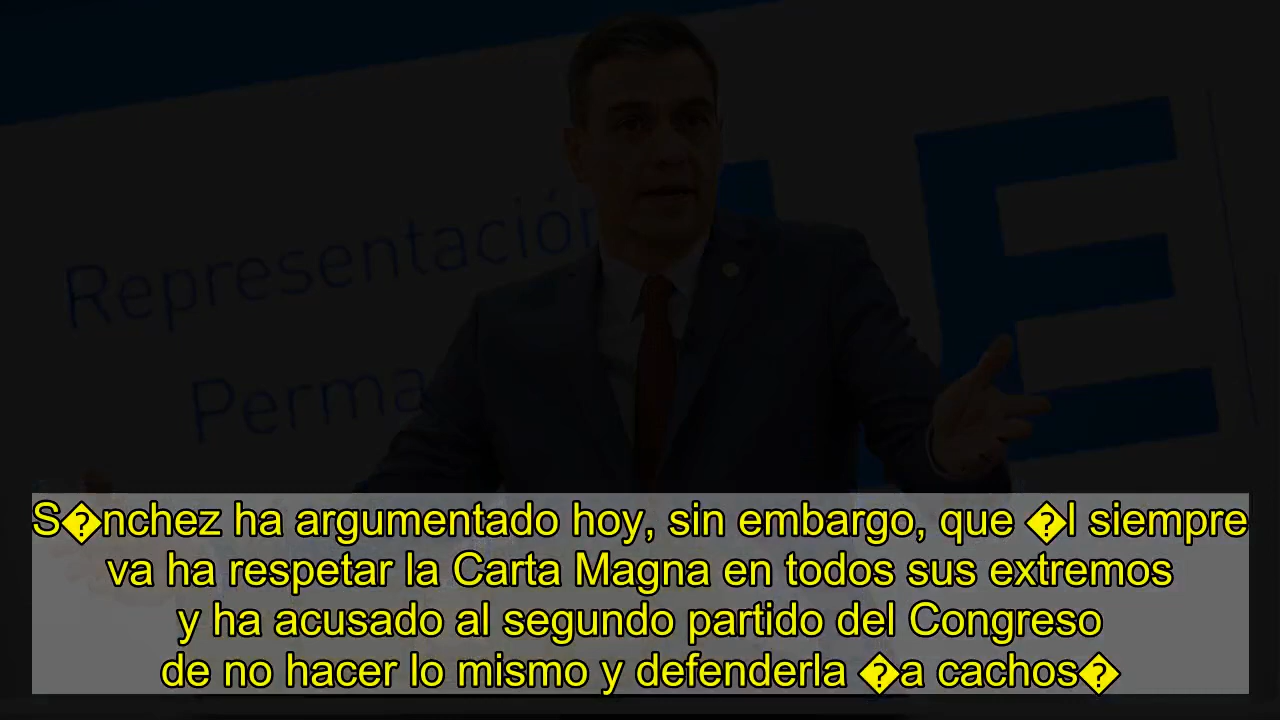 Representación
Perma
E
S�nchez ha argumentado hoy, sin embargo, que �l siempre
va ha respetar la Carta Magna en todos sus extremos
y ha acusado al segundo partido del Congreso
de no hacer lo mismo y defenderla �a cachos�